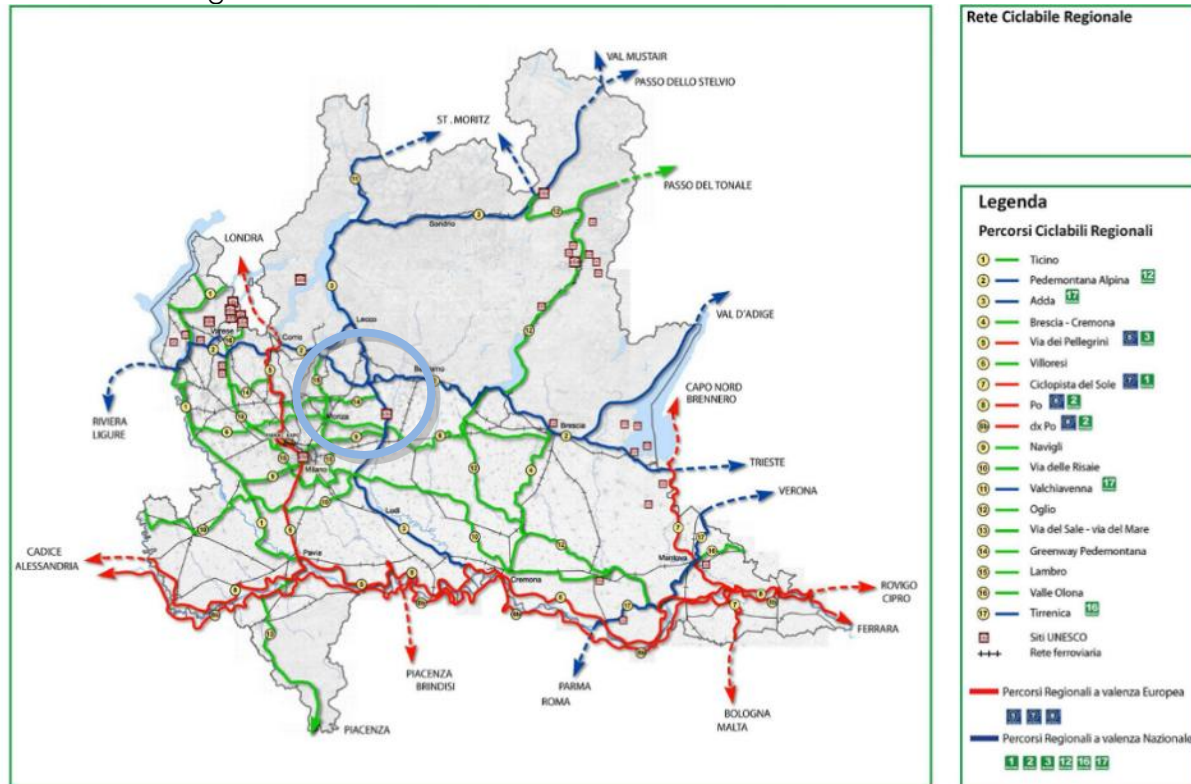 VAL MUSTAIR
PASSO DELLO STELVIO
ST . MORITZ
PASSO DEL TONALE
LONDRA
VAL D'ADIGE
CAPO NORD
BRENNERO
RIVIERA
LIGURE
TRIESTE
VERONA
CADICE
ALESSANDRIA
ROVIGO
CIPRO
FERRARA
PIACENZA
BRINDISI
PARMA
ROMA
BOLOGNA
MALTA
PIACENZA
Sondrio
Lecco
Varese
Como
Monza
Brescia
Milano
Lodi
Pavia
Cremona
Mantova
Rete Ciclabile Regionale
Legenda
Percorsi Ciclabili Regionali
1 Ticino
2 Pedemontana Alpina 12
3 Adda 17
4 Brescia - Cremona
5 Via dei Pellegrini 3
6 Villoresi
7 Ciclopista del Sole 1
8 Po 2
dx Po 2
9 Navigli
10 Via delle Risaie
11 Valchiavenna 17
12 Oglio
13 Via del Sale - via del Mare
14 Greenway Pedemontana
15 Lambro
16 Valle Olona
17 Tirrenica 16
Siti UNESCO
Rete ferroviaria
Percorsi Regionali a valenza Europea
Percorsi Regionali a valenza Nazionale
1 2 3 12 16 17